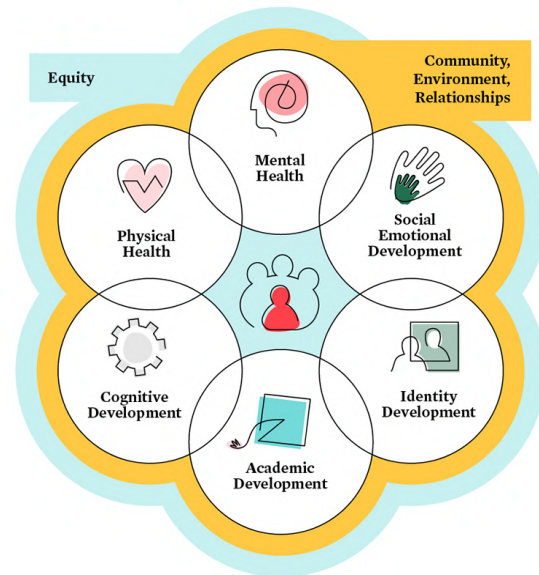 Equity
Community,
Environment,
Relationships
Mental
Health
Physical
Health
Social
Emotional
Development
Cognitive
Development
Identity
Development
Academic
Development